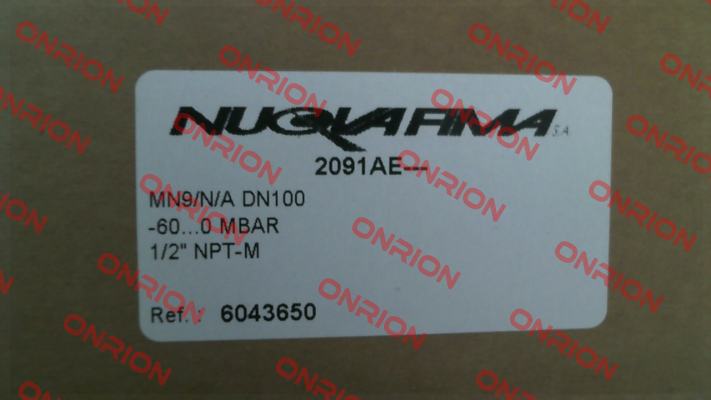 NUOVA FIMA S.A.
2091AE---
MN9/N/A DN100
-60...0 MBAR
1/2" NPT-M
Ref. : 6043650
ONRION